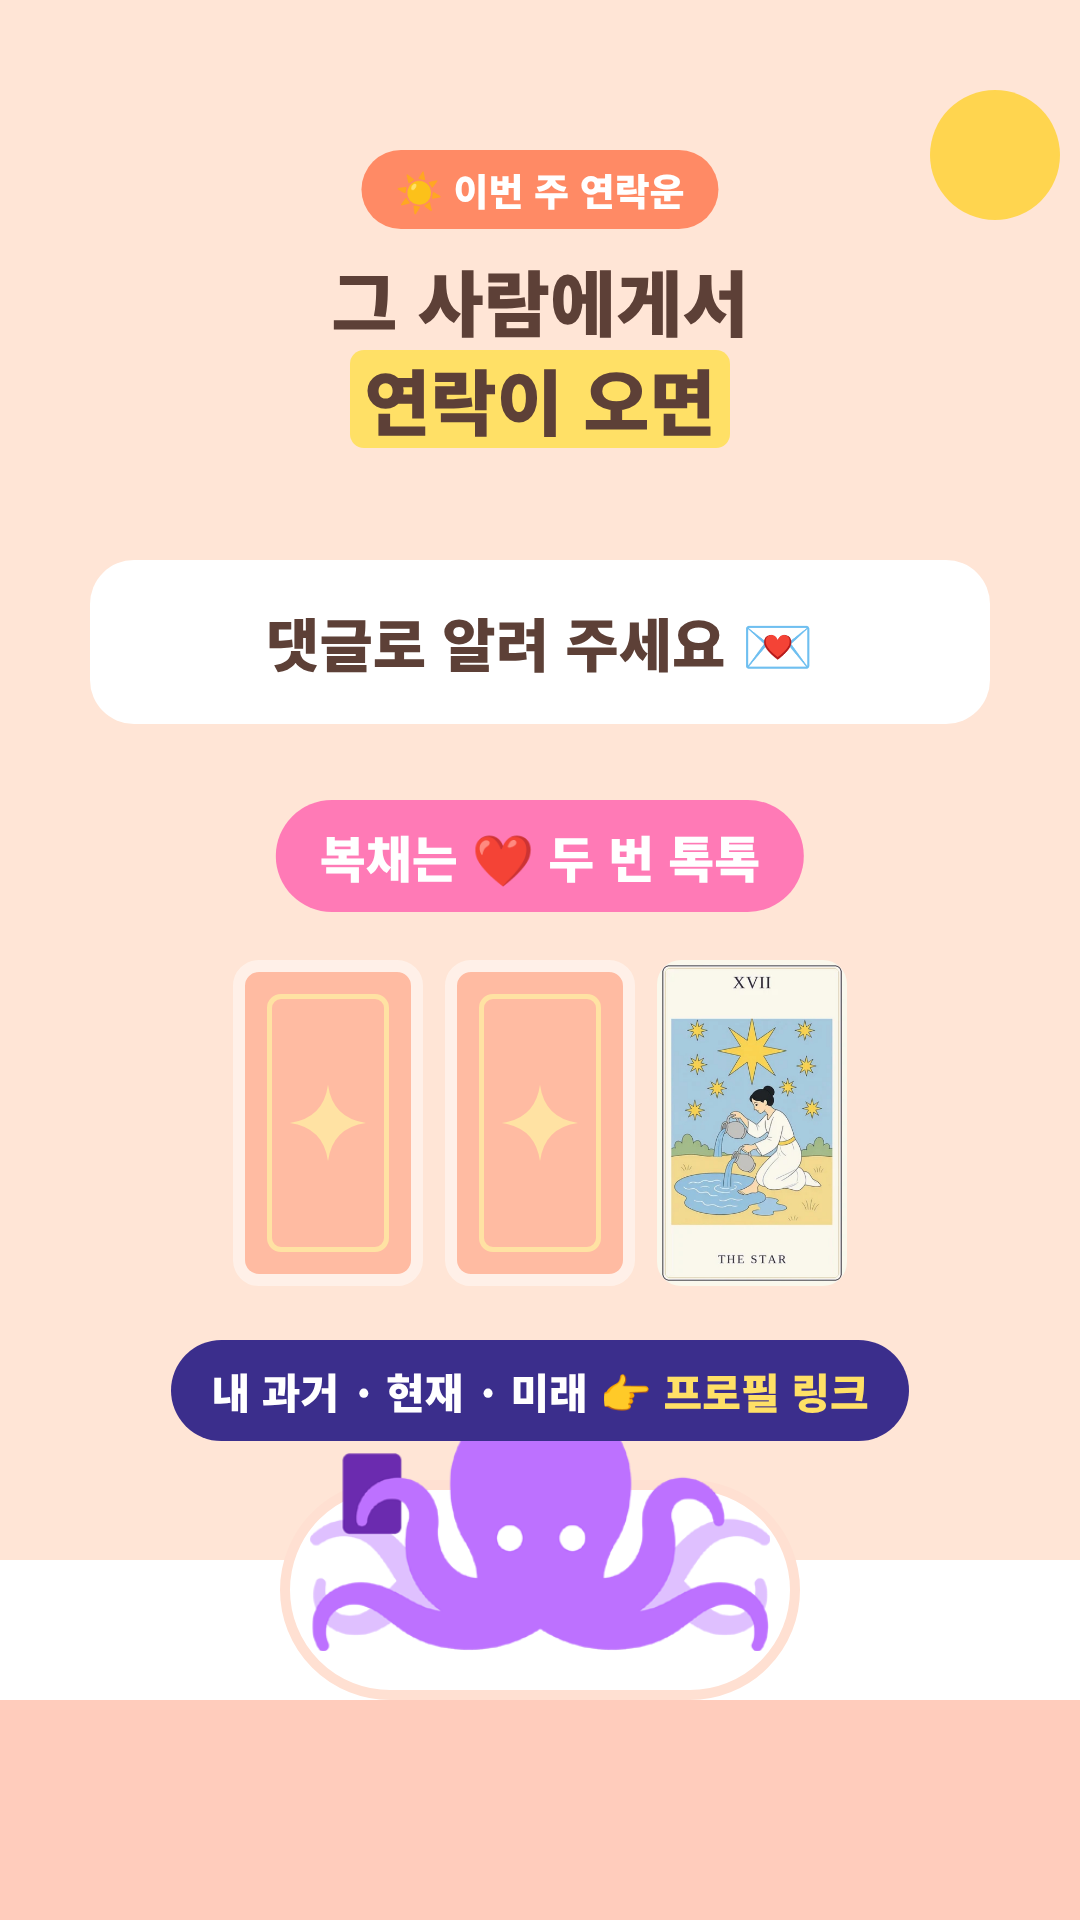 ☀️ 이번 주 연락운
그 사람에게서
연락이 오면
댓글로 알려 주세요 💌
복채는 ❤️ 두 번 톡톡
XVII
THE STAR
내 과거 · 현재 · 미래 👉 프로필 링크